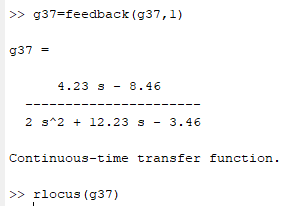 >> g37=feedback(g37,1)
g37 =
4.23 s - 8.46
----------------------
2 s^2 + 12.23 s - 3.46
Continuous-time transfer function.
>> rlocus(g37)